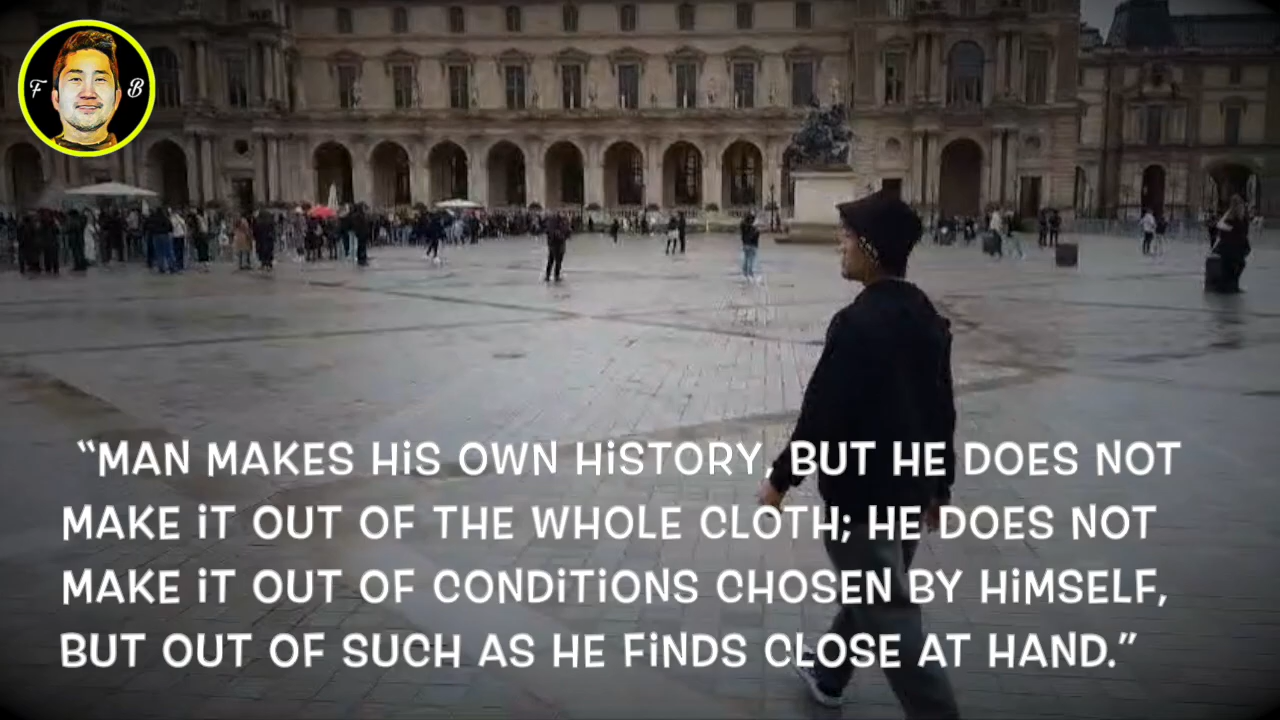 F B
“MAN MAKES HiS OWN HiSTORY, BUT HE DOES NOT
MAKE iT OUT OF THE WHOLE CLOTH; HE DOES NOT
MAKE iT OUT OF CONDiTiONS CHOSEN BY HiMSELF,
BUT OUT OF SUCH AS HE FiNDS CLOSE AT HAND.”